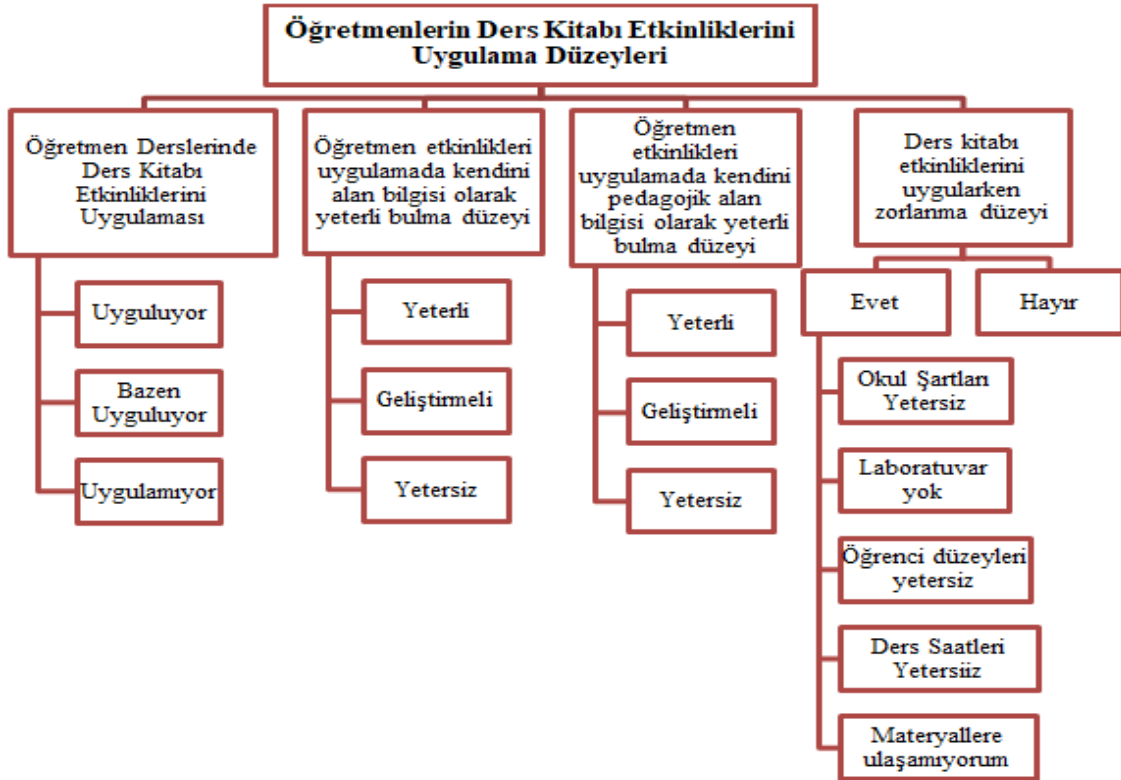 Öğretmenlerin Ders Kitabı Etkinliklerini
Uygulama Düzeyleri
Öğretmen Derslerinde
Ders Kitabı
Etkinliklerini
Uygulaması
Uyguluyor
Bazen
Uyguluyor
Uygulamıyor
Öğretmen etkinlikleri
uygulamada kendini
alan bilgisi olarak
yeterli bulma düzeyi
Yeterli
Geliştirmeli
Yetersiz
Öğretmen
etkinlikleri
uygulamada kendini
pedagojik alan
bilgisi olarak yeterli
bulma düzeyi
Yeterli
Geliştirmeli
Yetersiz
Ders kitabı
etkinliklerini
uygularken
zorlanma düzeyi
Evet
Hayır
Okul Şartları
Yetersiz
Laboratuvar
yok
Öğrenci düzeyleri
yetersiz
Ders Saatleri
Yetersiiz
Materyallere
ulaşamıyorum